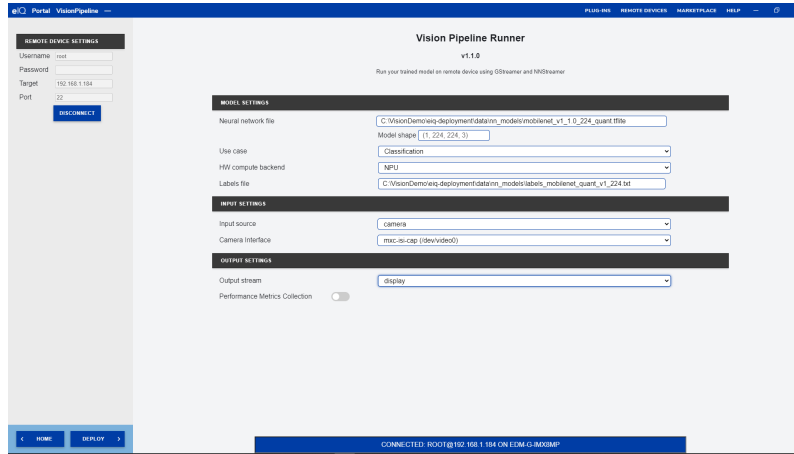 eIQ Portal VisionPipeline —
PLUG-INS REMOTE DEVICES MARKETPLACE HELP
REMOTE DEVICE SETTINGS
Username root
Password
Target 192.168.1.184
Port 22
DISCONNECT
Vision Pipeline Runner
v1.1.0
Run your trained model on remote device using GStreamer and NNStreamer
MODEL SETTINGS
Neural network file C:\VisionDemo\eiq-deployment\data\nn_models\mobilenet_v1_1.0_224_quant.tflite
Model shape (1, 224, 224, 3)
Use case Classification
HW compute backend NPU
Labels file C:\VisionDemo\eiq-deployment\data\nn_models\labels_mobilenet_quant_v1_224.txt
INPUT SETTINGS
Input source camera
Camera Interface mxc-isi-cap (/dev/video0)
OUTPUT SETTINGS
Output stream display
Performance Metrics Collection
< HOME DEPLOY >
CONNECTED: ROOT@192.168.1.184 ON EDM-G-IMX8MP